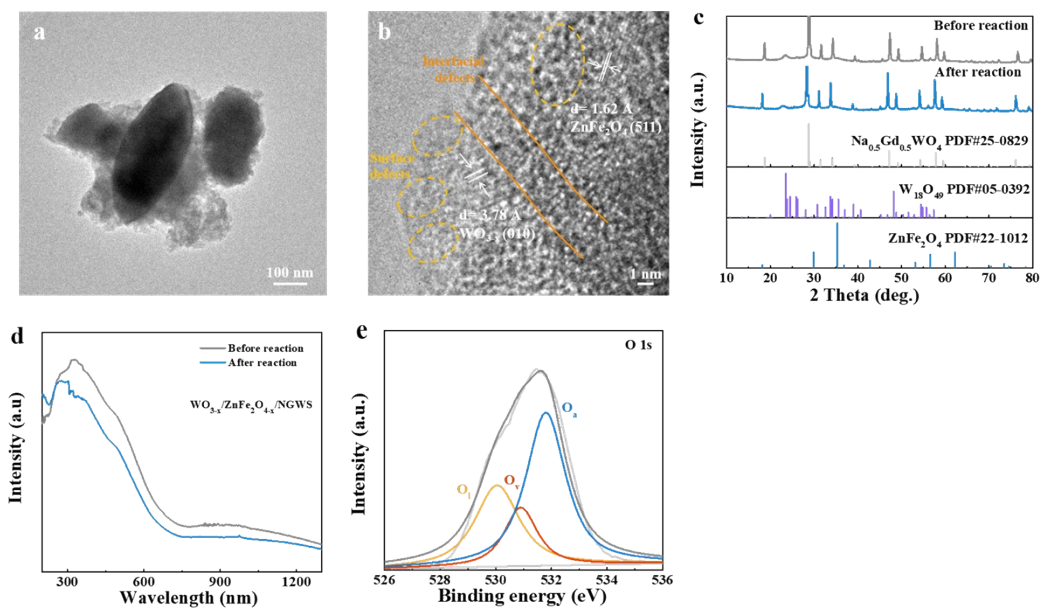 a
100 nm
b
Interfacial
defects
d= 1.62 Å
ZnFe₂O₄ (511)
Surface
defects
d= 3.78 Å
WO₃₋ₓ (010)
1 nm
c
Intensity (a.u.)
Before reaction
After reaction
Na₀.₅Gd₀.₅WO₄ PDF#25-0829
W₁₈O₄₉ PDF#05-0392
ZnFe₂O₄ PDF#22-1012
10 20 30 40 50 60 70 80
2 Theta (deg.)
d
Intensity (a.u)
Before reaction
After reaction
WO₃₋ₓ/ZnFe₂O₄₋ₓ/NGWS
300 600 900 1200
Wavelength (nm)
e
Intensity (a.u.)
O 1s
Oₐ
Oₗ
Oᵥ
526 528 530 532 534 536
Binding energy (eV)